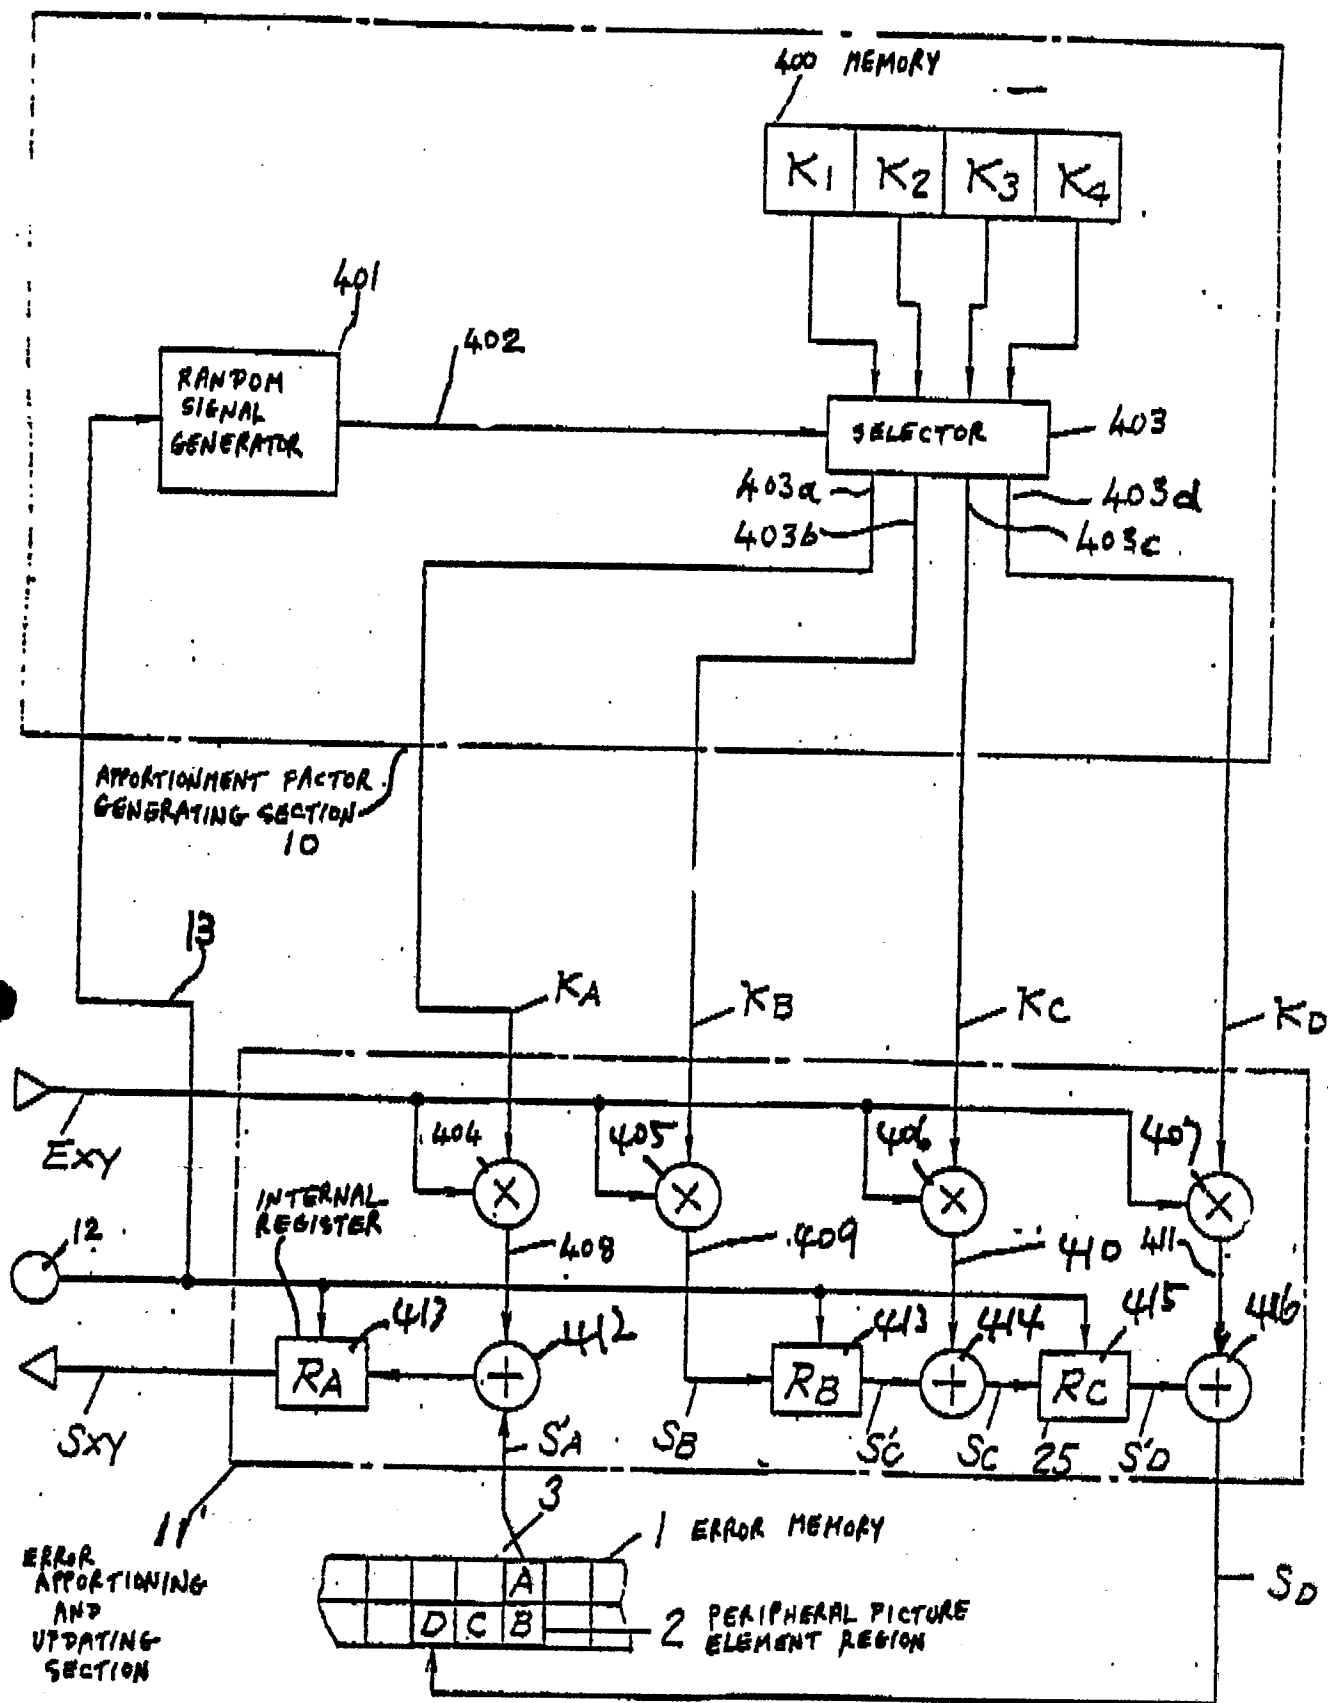 400 MEMORY
K1 K2 K3 K4
401
402
RANDOM
SIGNAL
GENERATOR
SELECTOR
403
403a
403d
403b
403c
APPORTIONMENT FACTOR
GENERATING SECTION
10
13
KA
KB
KC
KD
EXY
404
405
406
407
INTERNAL
REGISTER
12
408
409
410
411
413
412
413
414
415
416
RA
RB
RC
SXY
S'A
SB
S'C
SC
25
S'D
3
11'
1 ERROR MEMORY
ERROR
APPORTIONING
AND
UPDATING
SECTION
A
D C B
2 PERIPHERAL PICTURE
ELEMENT REGION
SD